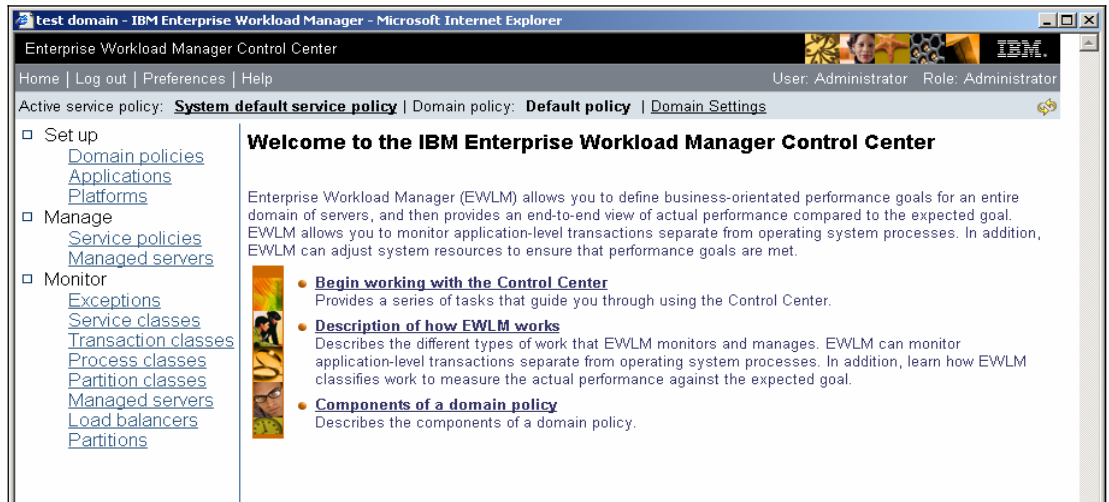 test domain - IBM Enterprise Workload Manager - Microsoft Internet Explorer
Enterprise Workload Manager Control Center
IBM.
Home | Log out | Preferences | Help
User: Administrator Role: Administrator
Active service policy: System default service policy | Domain policy: Default policy | Domain Settings
Set up
Domain policies
Applications
Platforms
Manage
Service policies
Managed servers
Monitor
Exceptions
Service classes
Transaction classes
Process classes
Partition classes
Managed servers
Load balancers
Partitions
Welcome to the IBM Enterprise Workload Manager Control Center
Enterprise Workload Manager (EWLM) allows you to define business-orientated performance goals for an entire
domain of servers, and then provides an end-to-end view of actual performance compared to the expected goal.
EWLM allows you to monitor application-level transactions separate from operating system processes. In addition,
EWLM can adjust system resources to ensure that performance goals are met.
Begin working with the Control Center
Provides a series of tasks that guide you through using the Control Center.
Description of how EWLM works
Describes the different types of work that EWLM monitors and manages. EWLM can monitor
application-level transactions separate from operating system processes. In addition, learn how EWLM
classifies work to measure the actual performance against the expected goal.
Components of a domain policy
Describes the components of a domain policy.